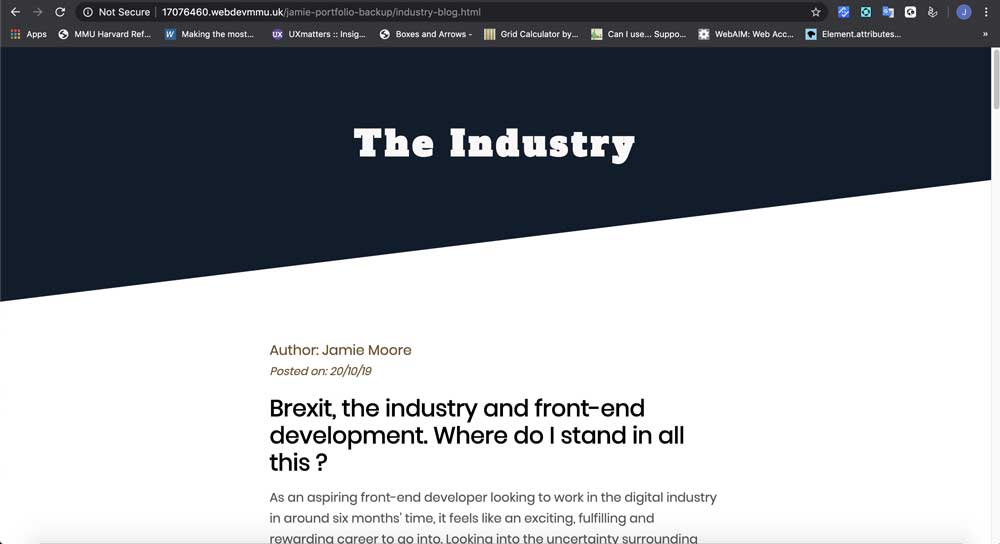 Not Secure | 17076460.webdevmmu.uk/jamie-portfolio-backup/industry-blog.html J
Apps MMU Harvard Ref... W Making the most... UX UXmatters :: Insig... Boxes and Arrows - Grid Calculator by... Can I use... Suppo... WebAIM: Web Acc... Element.attributes... »
The Industry
Author: Jamie Moore
Posted on: 20/10/19
Brexit, the industry and front-end
development. Where do I stand in all
this ?
As an aspiring front-end developer looking to work in the digital industry
in around six months' time, it feels like an exciting, fulfilling and
rewarding career to go into. Looking into the uncertainty surrounding